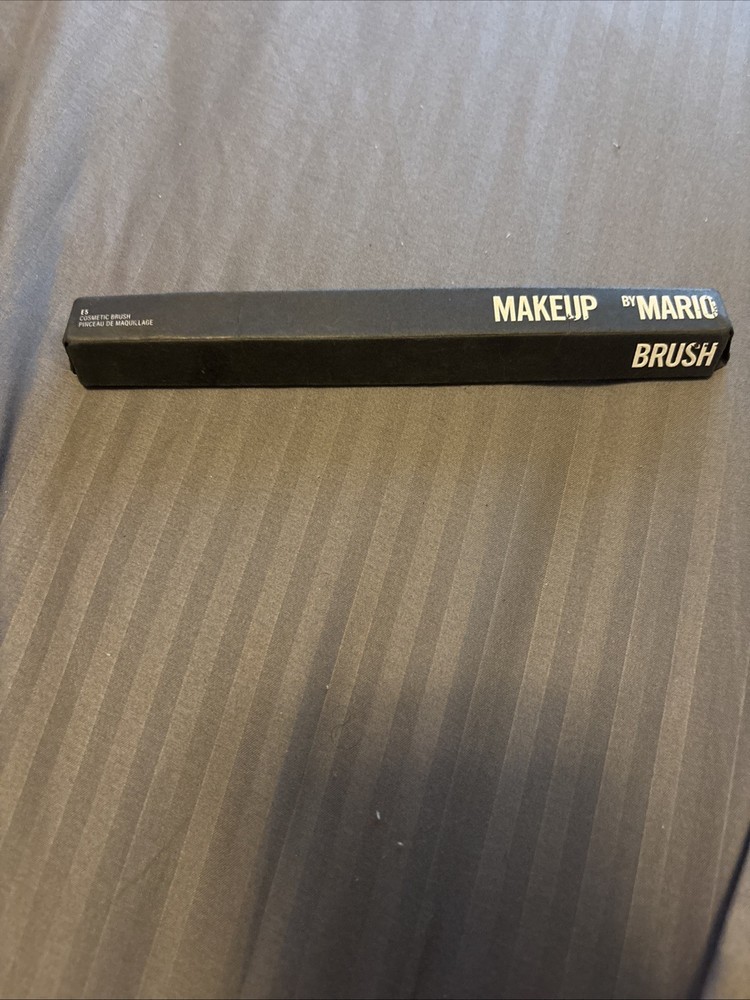 E5
COSMETIC BRUSH
PINCEAU DE MAQUILLAGE
MAKEUP BY MARIO
BRUSH